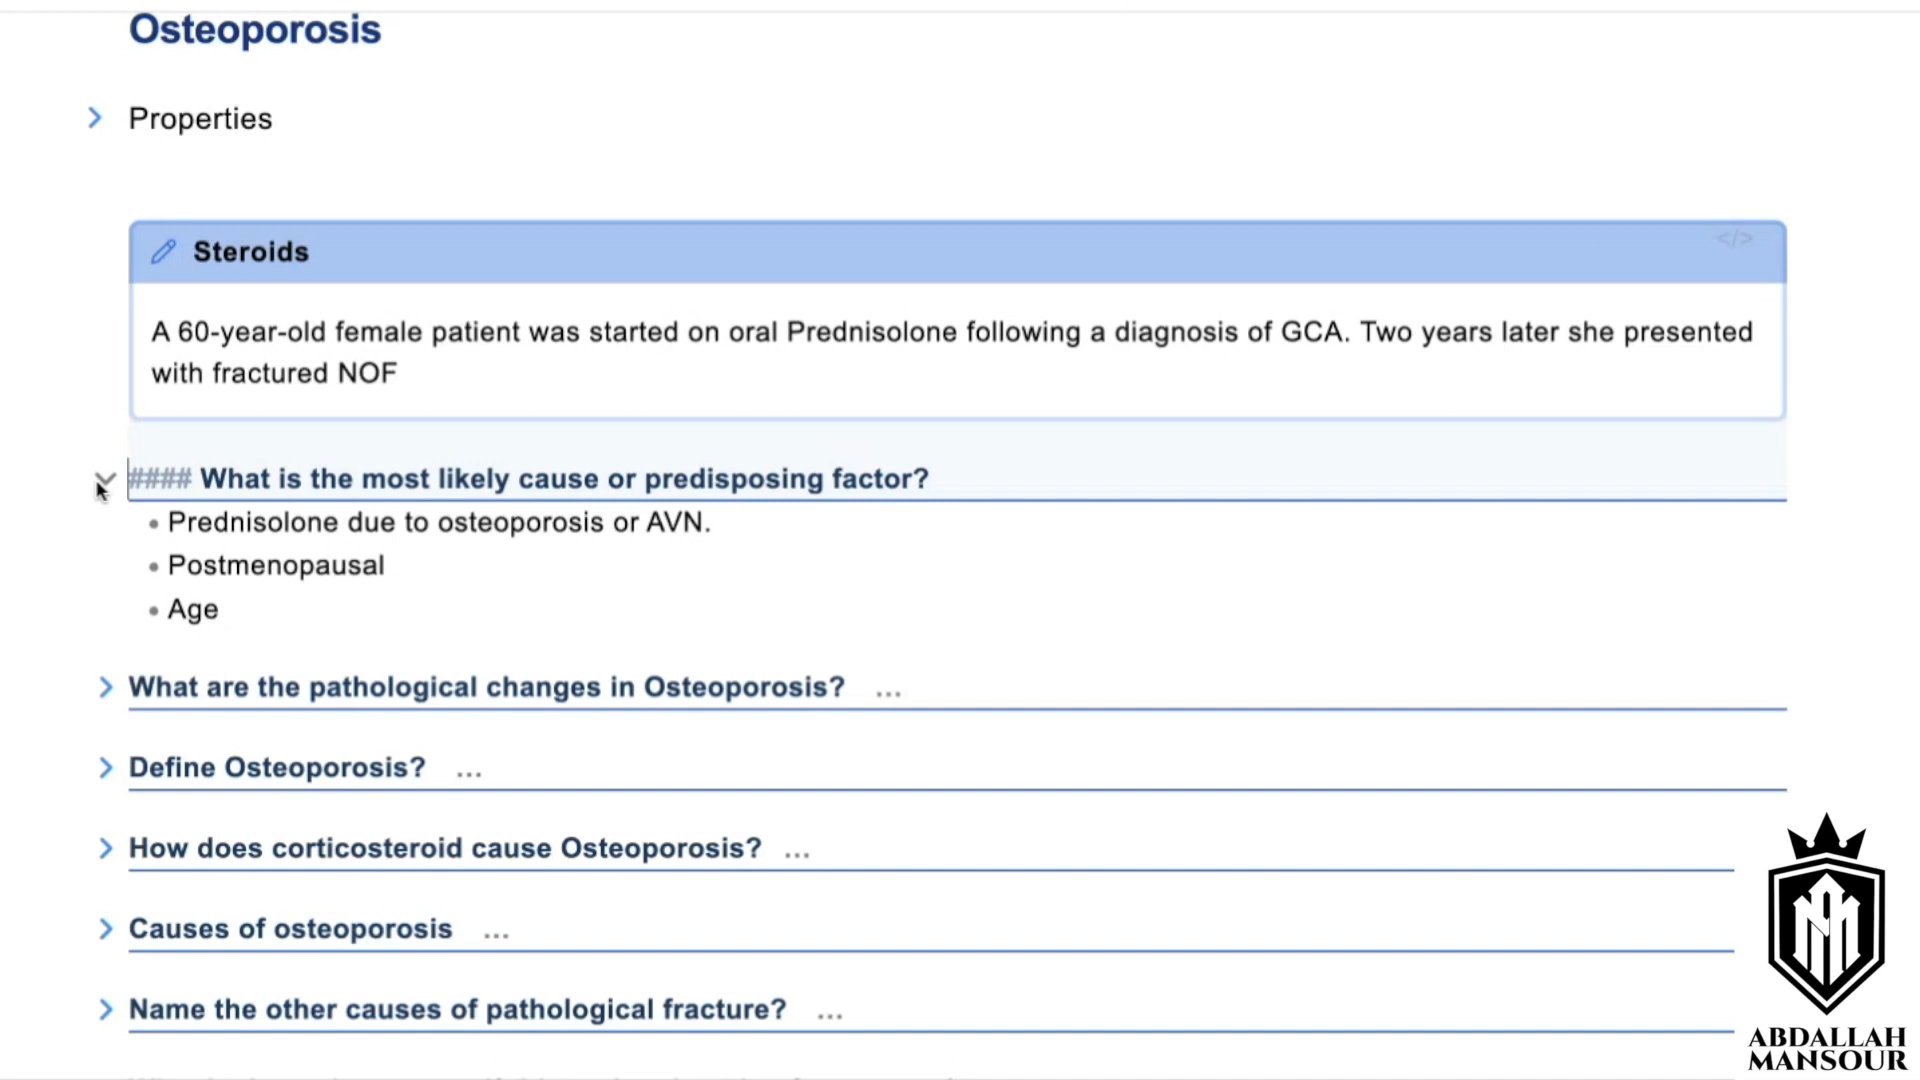 Osteoporosis
Properties
Steroids
</>
A 60-year-old female patient was started on oral Prednisolone following a diagnosis of GCA. Two years later she presented
with fractured NOF
#### What is the most likely cause or predisposing factor?
• Prednisolone due to osteoporosis or AVN.
• Postmenopausal
• Age
What are the pathological changes in Osteoporosis? ...
Define Osteoporosis? ...
How does corticosteroid cause Osteoporosis? ...
Causes of osteoporosis ...
Name the other causes of pathological fracture? ...
ABDALLAH
MANSOUR